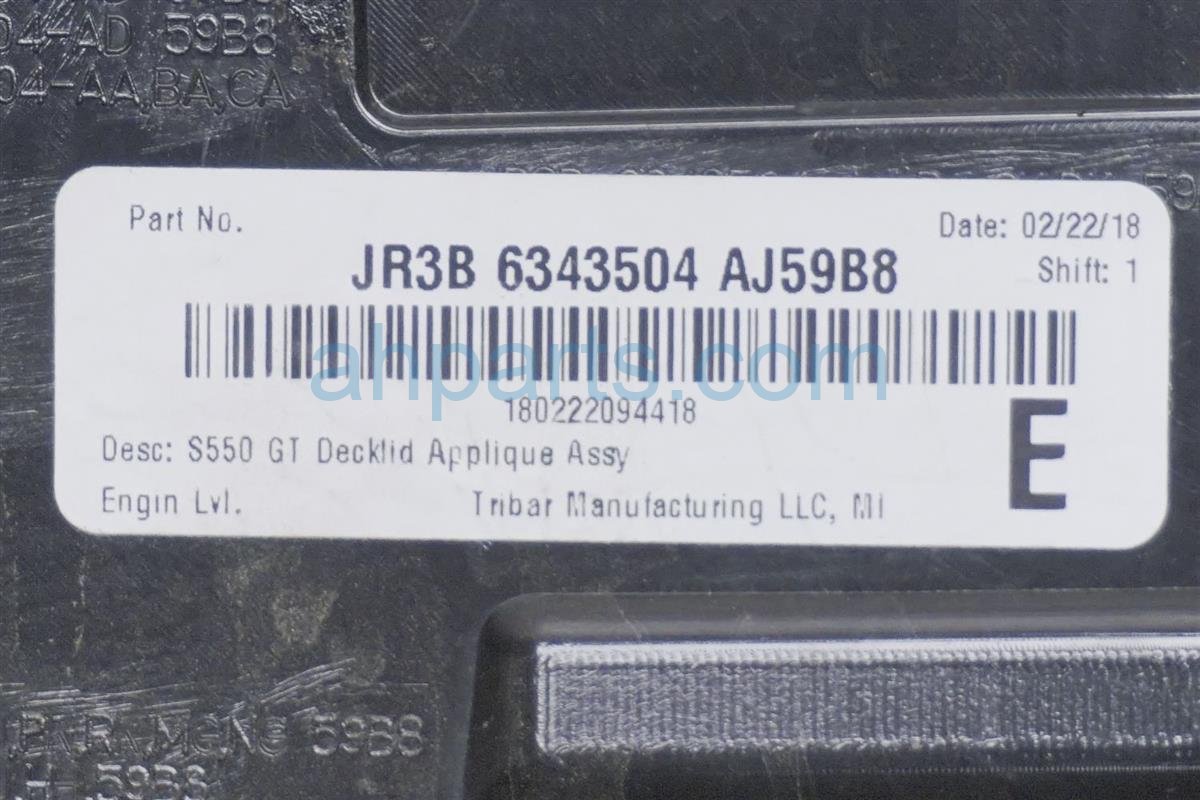 04-AD 59B8
04-AA,BA,CA
Part No.
Date: 02/22/18
JR3B 6343504 AJ59B8
Shift: 1
ahparts.com
180222094418
E
Desc: S550 GT Decklid Applique Assy
Engin Lvl.
Tribar Manufacturing LLC, MI
59B8
59B8